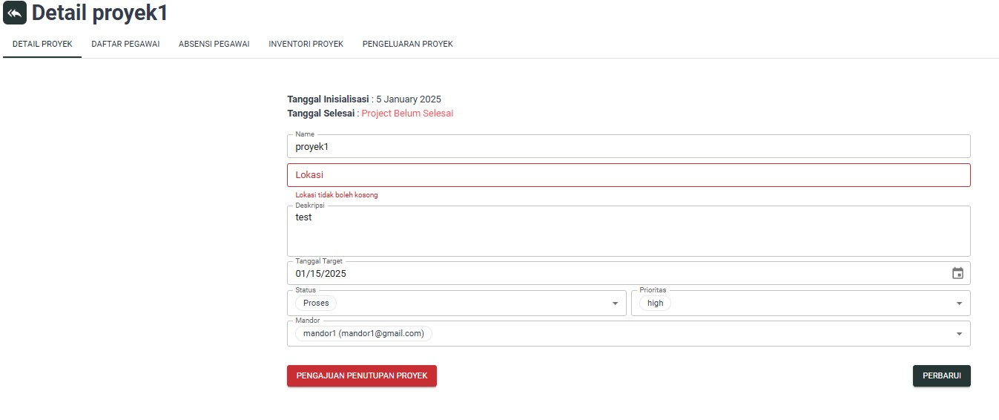 Detail proyek1
DETAIL PROYEK DAFTAR PEGAWAI ABSENSI PEGAWAI INVENTORI PROYEK PENGELUARAN PROYEK
Tanggal Inisialisasi : 5 January 2025
Tanggal Selesai : Project Belum Selesai
Name
proyek1
Lokasi
Lokasi tidak boleh kosong
Deskripsi
test
Tanggal Target
01/15/2025
Status Prioritas
Proses high
Mandor
mandor1 (mandor1@gmail.com)
PENGAJUAN PENUTUPAN PROYEK PERBARUI